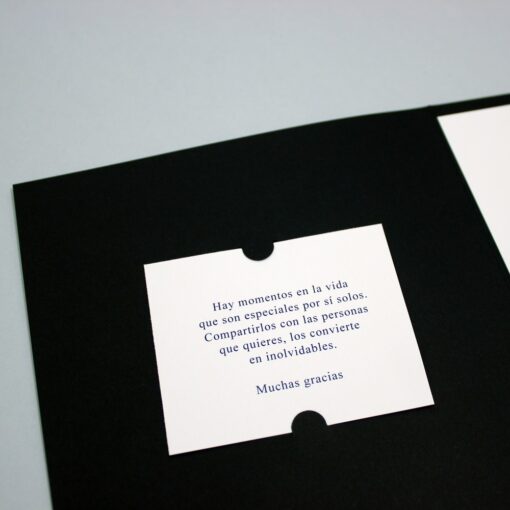 Hay momentos en la vida
que son especiales por sí solos.
Compartirlos con las personas
que quieres, los convierte
en inolvidables.
Muchas gracias